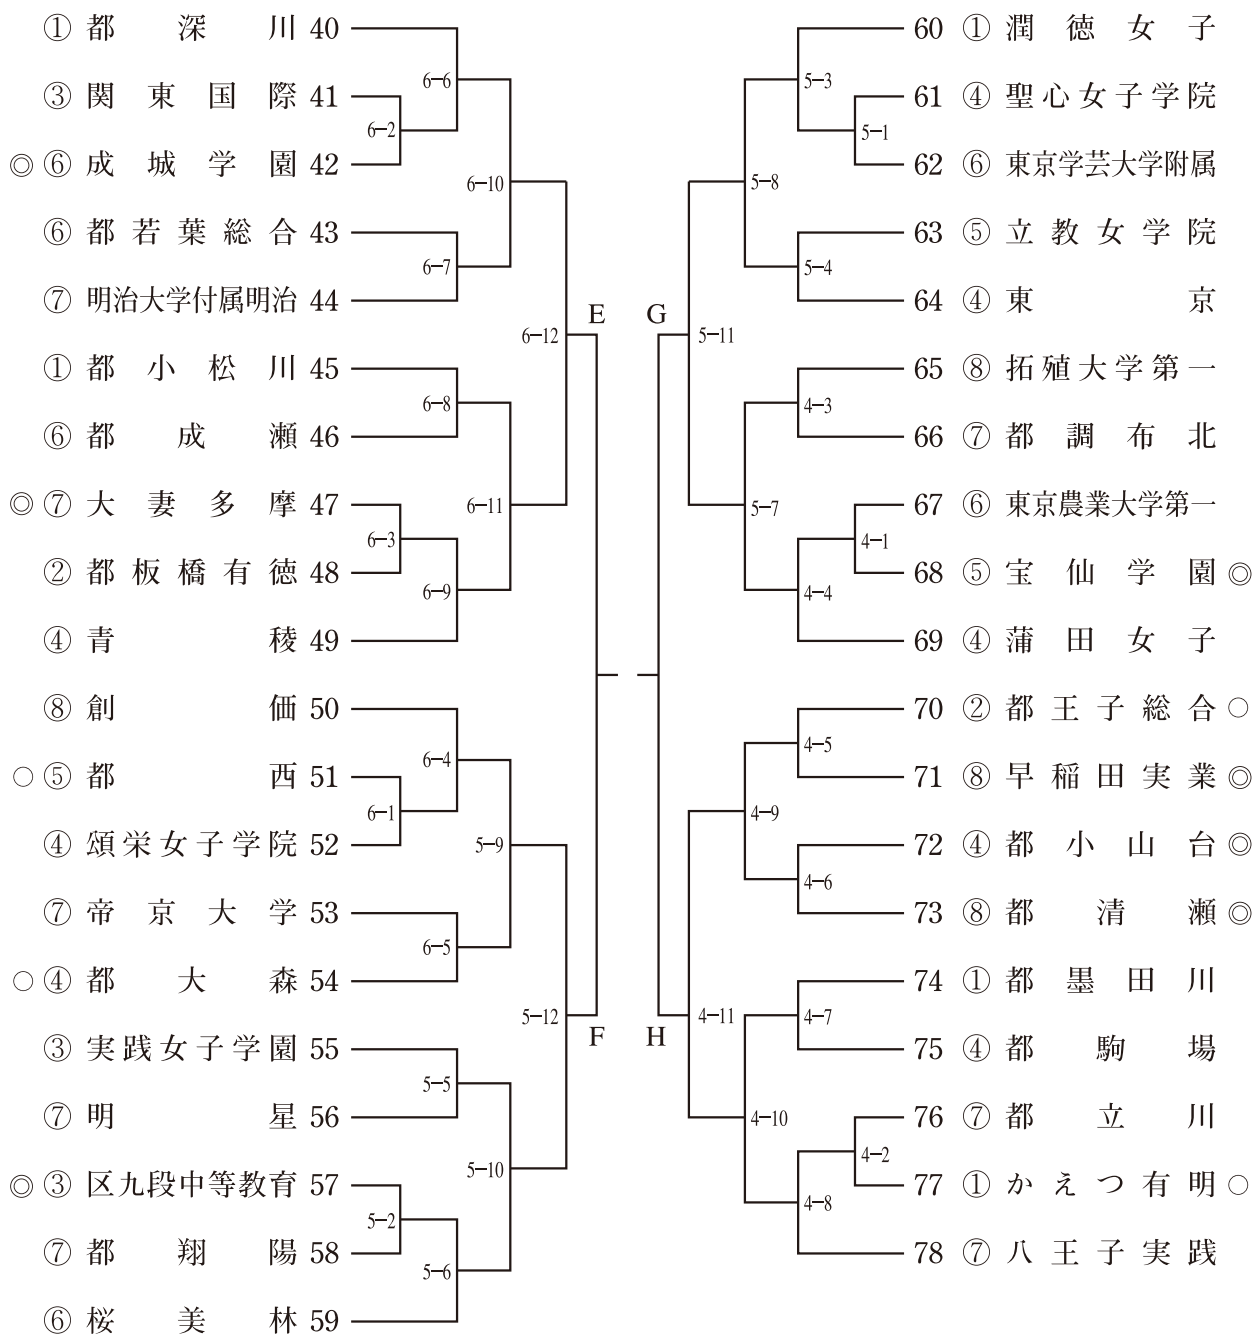 ① 都深川 40
6-6
③ 関東国際 41
6-2
◎ ⑥ 成城学園 42
6-10
⑥ 都若葉総合 43
6-7
⑦ 明治大学付属明治 44
E
6-12
① 都小松川 45
6-8
⑥ 都成瀬 46
◎ ⑦ 大妻多摩 47
6-11
6-3
② 都板橋有徳 48
6-9
④ 青稜 49
⑧ 創価 50
6-4
○ ⑤ 都西 51
6-1
④ 頌栄女子学院 52
5-9
⑦ 帝京大学 53
6-5
○ ④ 都大森 54
5-12
F
③ 実践女子学園 55
5-5
⑦ 明星 56
5-10
◎ ③ 区九段中等教育 57
5-2
⑦ 都翔陽 58
5-6
⑥ 桜美林 59
60 ① 潤徳女子
5-3
61 ④ 聖心女子学院
5-1
62 ⑥ 東京学芸大学附属
5-8
63 ⑤ 立教女学院
5-4
64 ④ 東京
G
5-11
65 ⑧ 拓殖大学第一
4-3
66 ⑦ 都調布北
67 ⑥ 東京農業大学第一
5-7
4-1
68 ⑤ 宝仙学園 ◎
4-4
69 ④ 蒲田女子
70 ② 都王子総合 ○
4-5
71 ⑧ 早稲田実業 ◎
4-9
72 ④ 都小山台 ◎
4-6
73 ⑧ 都清瀬 ◎
74 ① 都墨田川
4-11
4-7
H
75 ④ 都駒場
76 ⑦ 都立川
4-10
4-2
77 ① かえつ有明 ○
4-8
78 ⑦ 八王子実践